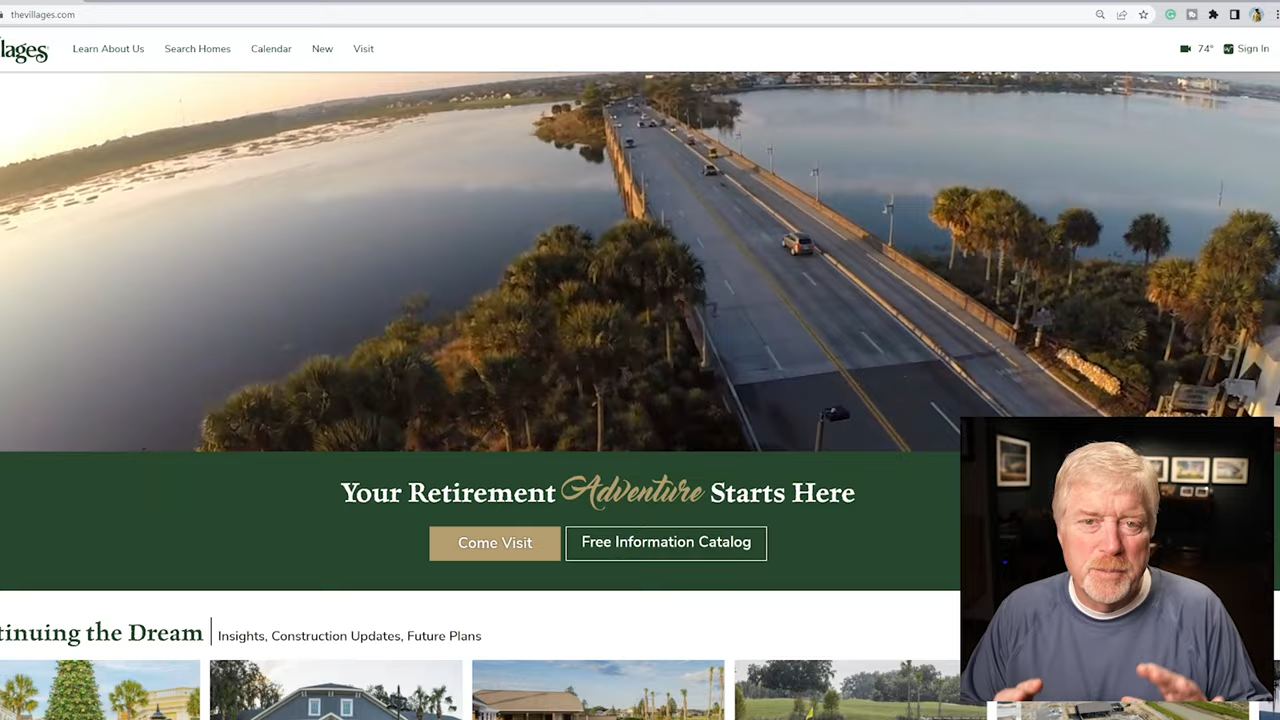 thevillages.com
lages
Learn About Us
Search Homes
Calendar
New
Visit
74°
Sign In
Your Retirement Adventure Starts Here
Come Visit
Free Information Catalog
tinuing the Dream
Insights, Construction Updates, Future Plans